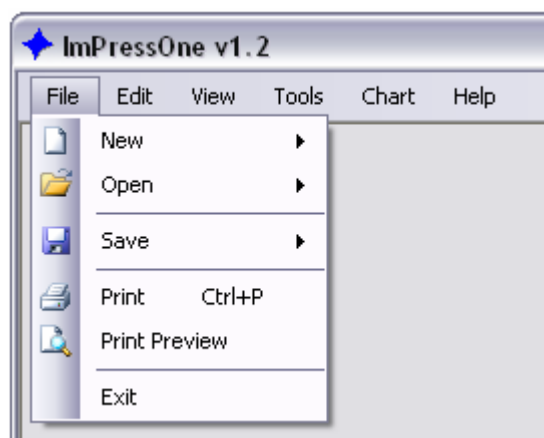 ImPressOne v1.2
File Edit View Tools Chart Help
New
Open
Save
Print Ctrl+P
Print Preview
Exit